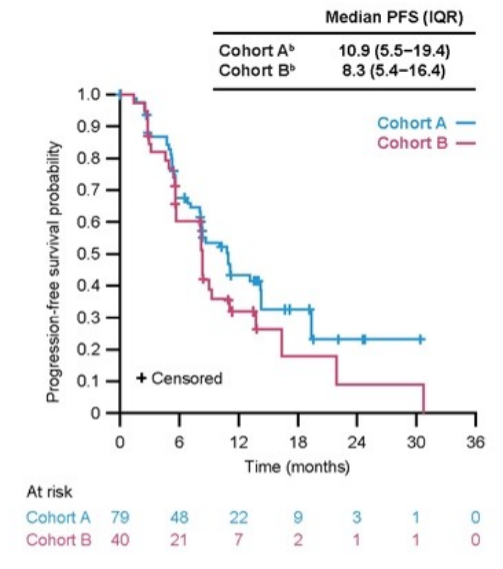 Median PFS (IQR)
Cohort Aᵇ 10.9 (5.5–19.4)
Cohort Bᵇ 8.3 (5.4–16.4)
Cohort A
Cohort B
Progression-free survival probability
1.0
0.9
0.8
0.7
0.6
0.5
0.4
0.3
0.2
0.1
0
+ Censored
0 6 12 18 24 30 36
Time (months)
At risk
Cohort A 79 48 22 9 3 1 0
Cohort B 40 21 7 2 1 1 0